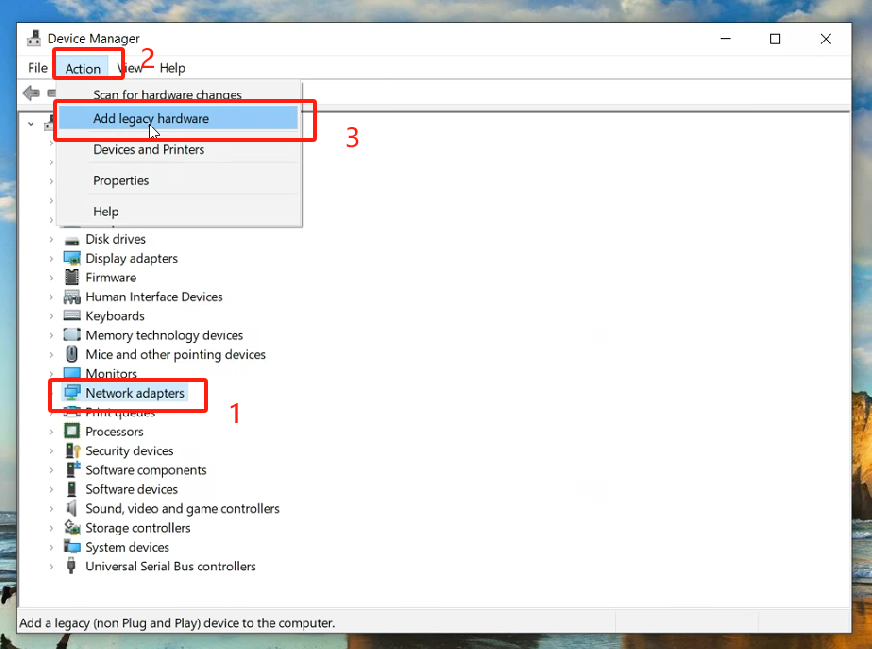 Device Manager
File Action View Help
2
Scan for hardware changes
Add legacy hardware
3
Devices and Printers
Properties
Help
Disk drives
Display adapters
Firmware
Human Interface Devices
Keyboards
Memory technology devices
Mice and other pointing devices
Monitors
Network adapters
1
Print queues
Processors
Security devices
Software components
Software devices
Sound, video and game controllers
Storage controllers
System devices
Universal Serial Bus controllers
Add a legacy (non Plug and Play) device to the computer.